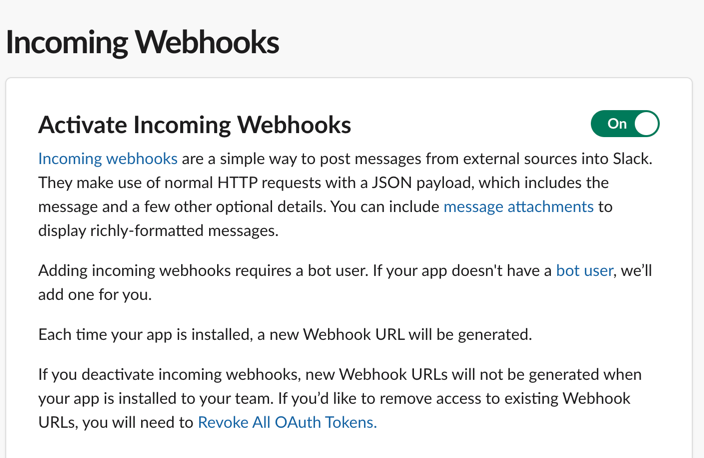 Incoming Webhooks
Activate Incoming Webhooks
On
Incoming webhooks are a simple way to post messages from external sources into Slack.
They make use of normal HTTP requests with a JSON payload, which includes the
message and a few other optional details. You can include message attachments to
display richly-formatted messages.
Adding incoming webhooks requires a bot user. If your app doesn't have a bot user, we’ll
add one for you.
Each time your app is installed, a new Webhook URL will be generated.
If you deactivate incoming webhooks, new Webhook URLs will not be generated when
your app is installed to your team. If you’d like to remove access to existing Webhook
URLs, you will need to Revoke All OAuth Tokens.